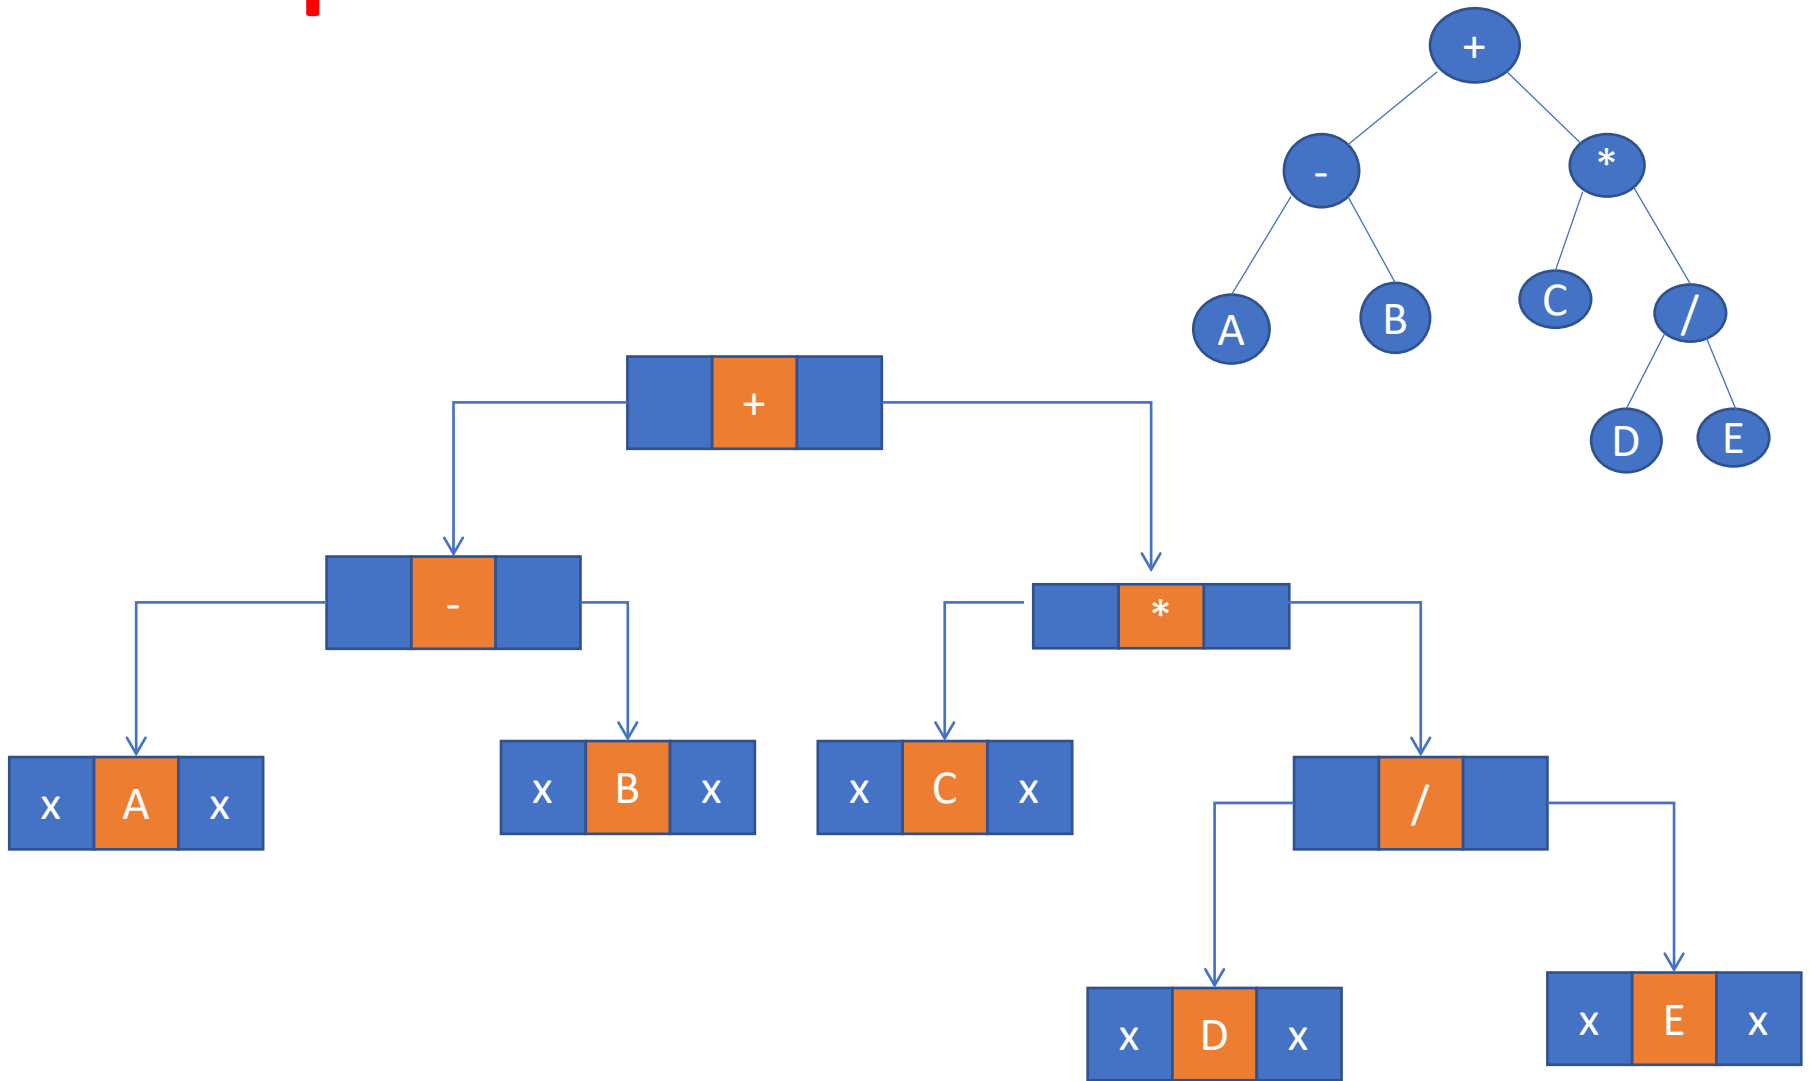 +
- *
A B C /
D E
+
- *
x A x x B x x C x /
x D x x E x